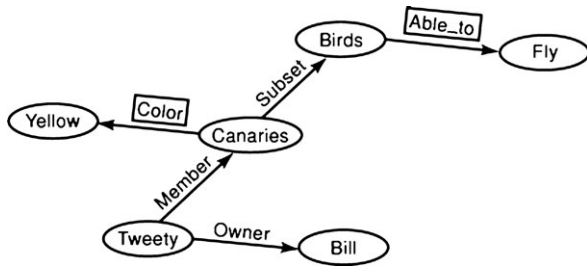 Able_to
Birds
Fly
Subset
Color
Yellow
Canaries
Member
Tweety
Owner
Bill